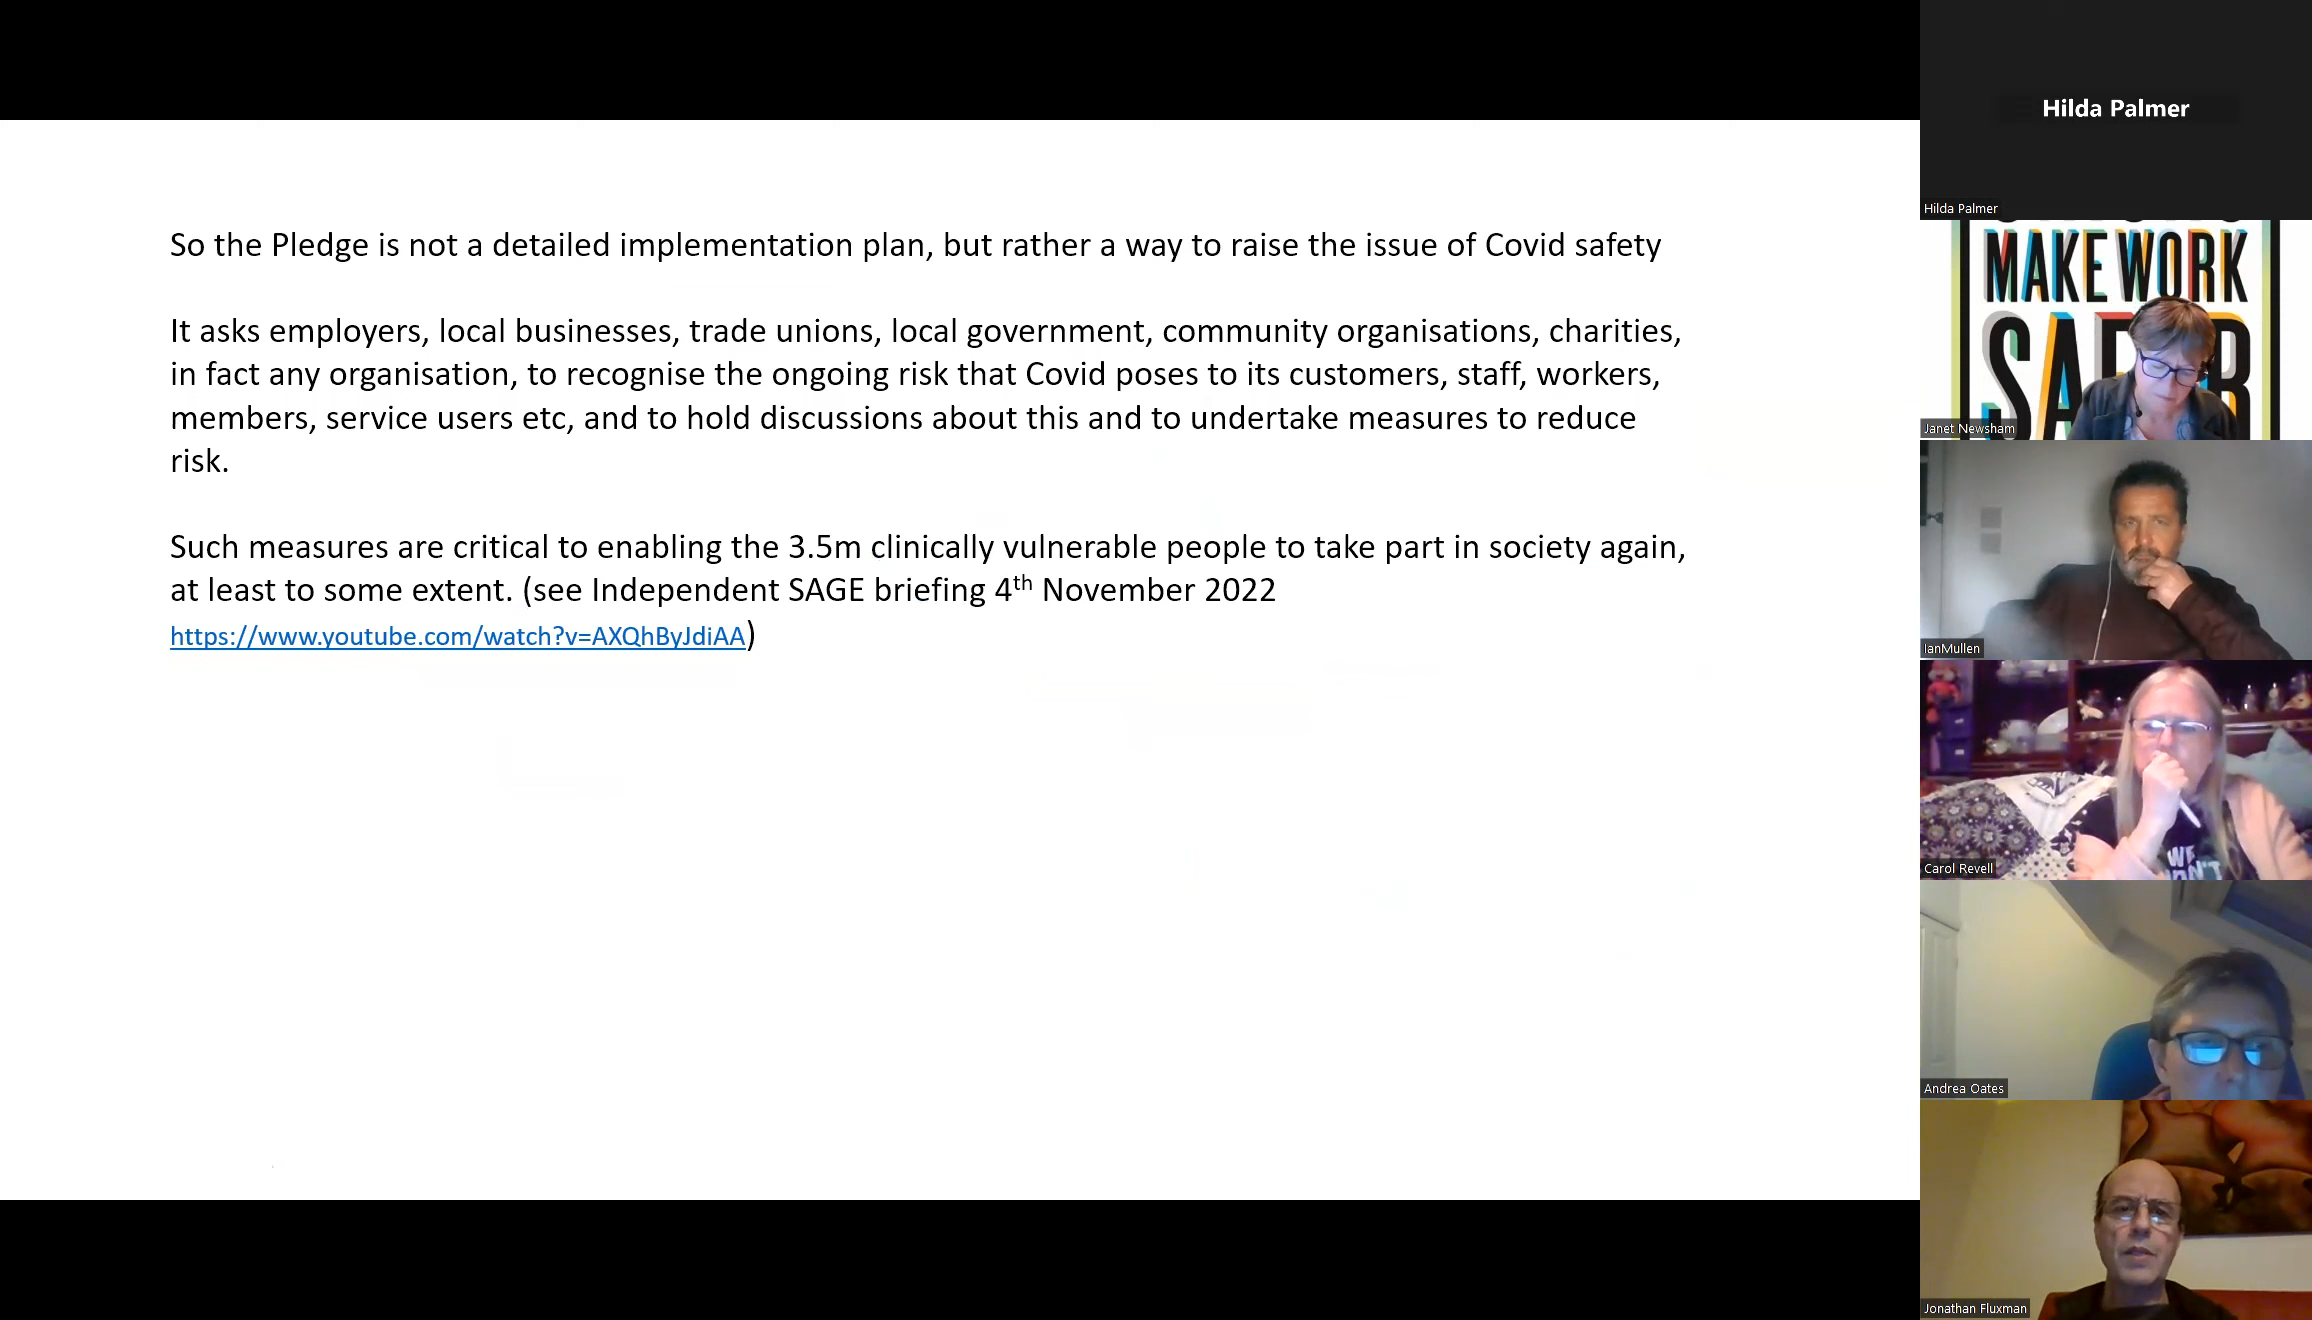 So the Pledge is not a detailed implementation plan, but rather a way to raise the issue of Covid safety
It asks employers, local businesses, trade unions, local government, community organisations, charities,
in fact any organisation, to recognise the ongoing risk that Covid poses to its customers, staff, workers,
members, service users etc, and to hold discussions about this and to undertake measures to reduce
risk.
Such measures are critical to enabling the 3.5m clinically vulnerable people to take part in society again,
at least to some extent. (see Independent SAGE briefing 4th November 2022
https://www.youtube.com/watch?v=AXQhByJdiAA)
Hilda Palmer
Hilda Palmer
MAKE WORK
Janet Newsham
IanMullen
WE
Carol Revell
Andrea Oates
Jonathan Fluxman